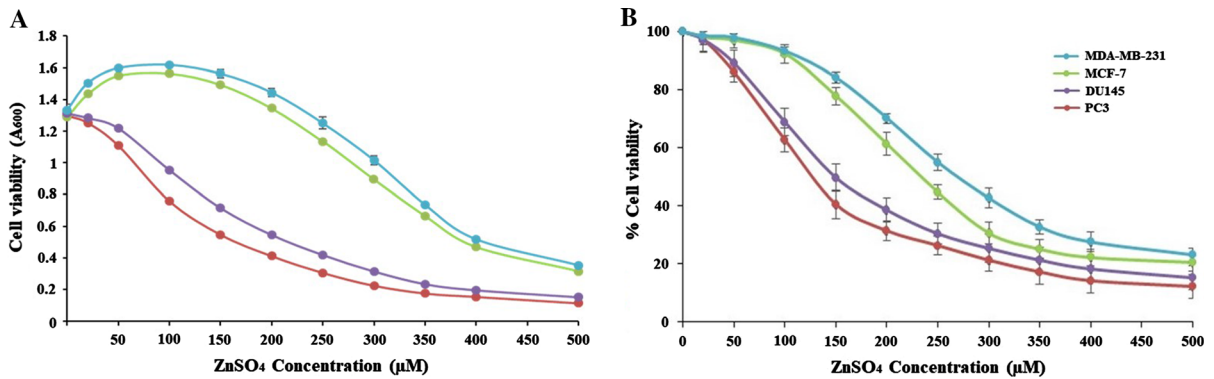 A
Cell viability (A600)
1.8
1.6
1.4
1.2
1
0.8
0.6
0.4
0.2
0
50 100 150 200 250 300 350 400 500
ZnSO4 Concentration (μM)
B
% Cell viability
100
80
60
40
20
0
0 50 100 150 200 250 300 350 400 500
ZnSO4 Concentration (μM)
MDA-MB-231
MCF-7
DU145
PC3